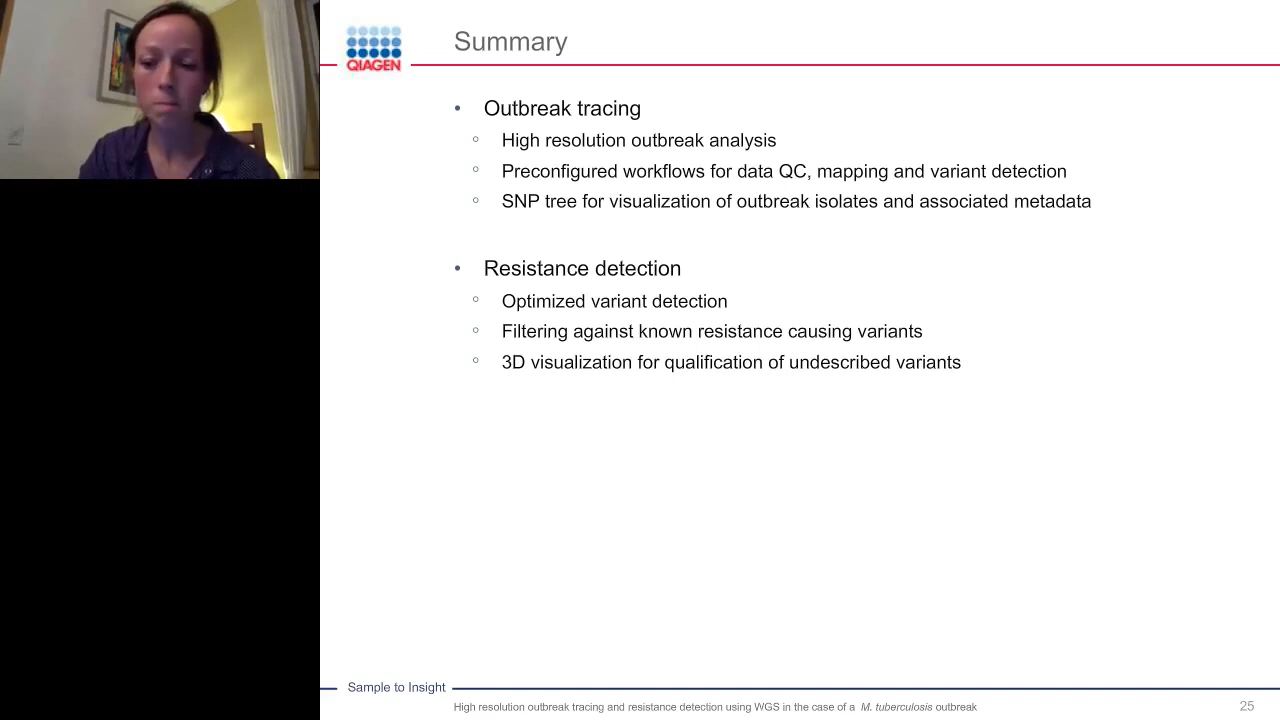 QIAGEN
Summary
• Outbreak tracing
○ High resolution outbreak analysis
○ Preconfigured workflows for data QC, mapping and variant detection
○ SNP tree for visualization of outbreak isolates and associated metadata
• Resistance detection
○ Optimized variant detection
○ Filtering against known resistance causing variants
○ 3D visualization for qualification of undescribed variants
Sample to Insight
High resolution outbreak tracing and resistance detection using WGS in the case of a M. tuberculosis outbreak
25